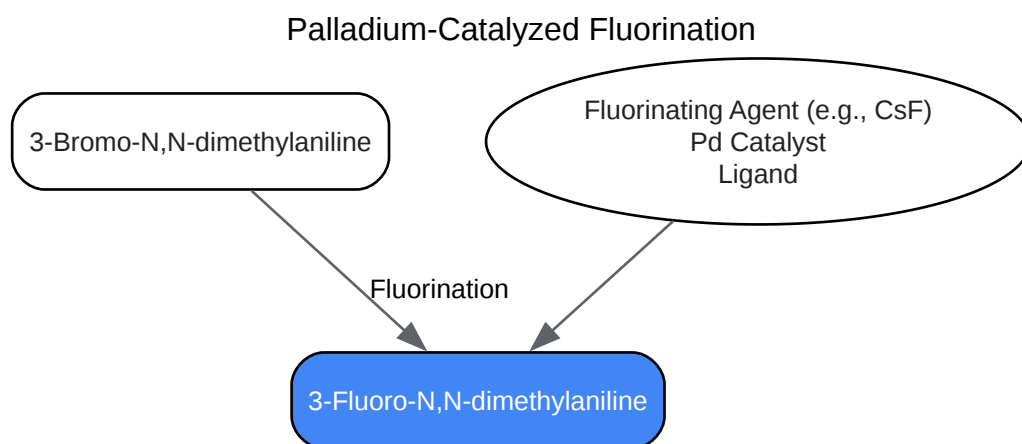 Palladium-Catalyzed Fluorination
3-Bromo-N,N-dimethylaniline
Fluorinating Agent (e.g., CsF)
Pd Catalyst
Ligand
Fluorination
3-Fluoro-N,N-dimethylaniline